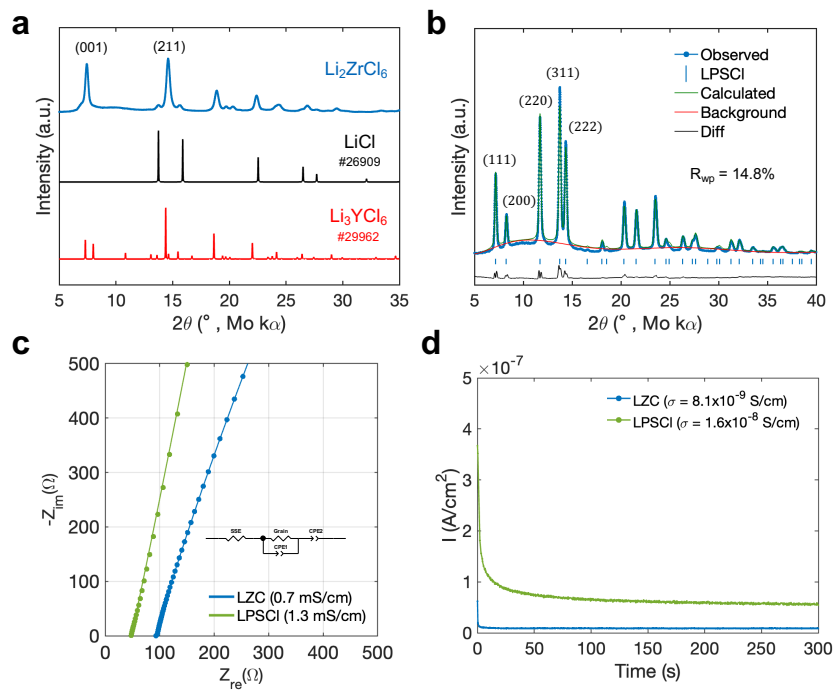 a
(001)
(211)
Li2ZrCl6
LiCl
#26909
Li3YCl6
#29962
Intensity (a.u.)
5 10 15 20 25 30 35
2θ (°, Mo kα)
b
(111)
(200)
(220)
(311)
(222)
Observed
LPSCl
Calculated
Background
Diff
Rwp = 14.8%
Intensity (a.u.)
5 10 15 20 25 30 35 40
2θ (°, Mo kα)
c
500
400
300
200
100
0
-Zim(Ω)
SSE
Grain
CPE1
CPE2
LZC (0.7 mS/cm)
LPSCl (1.3 mS/cm)
0 100 200 300 400 500
Zre(Ω)
d
×10-7
5
4
3
2
1
0
I (A/cm2)
LZC (σ = 8.1x10-9 S/cm)
LPSCl (σ = 1.6x10-8 S/cm)
0 50 100 150 200 250 300
Time (s)